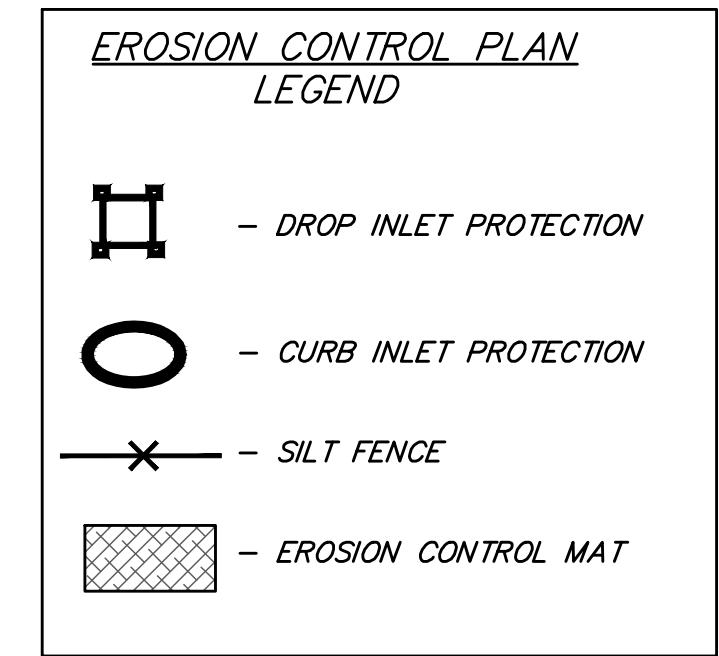 EROSION CONTROL PLAN
LEGEND
- DROP INLET PROTECTION
- CURB INLET PROTECTION
- SILT FENCE
- EROSION CONTROL MAT